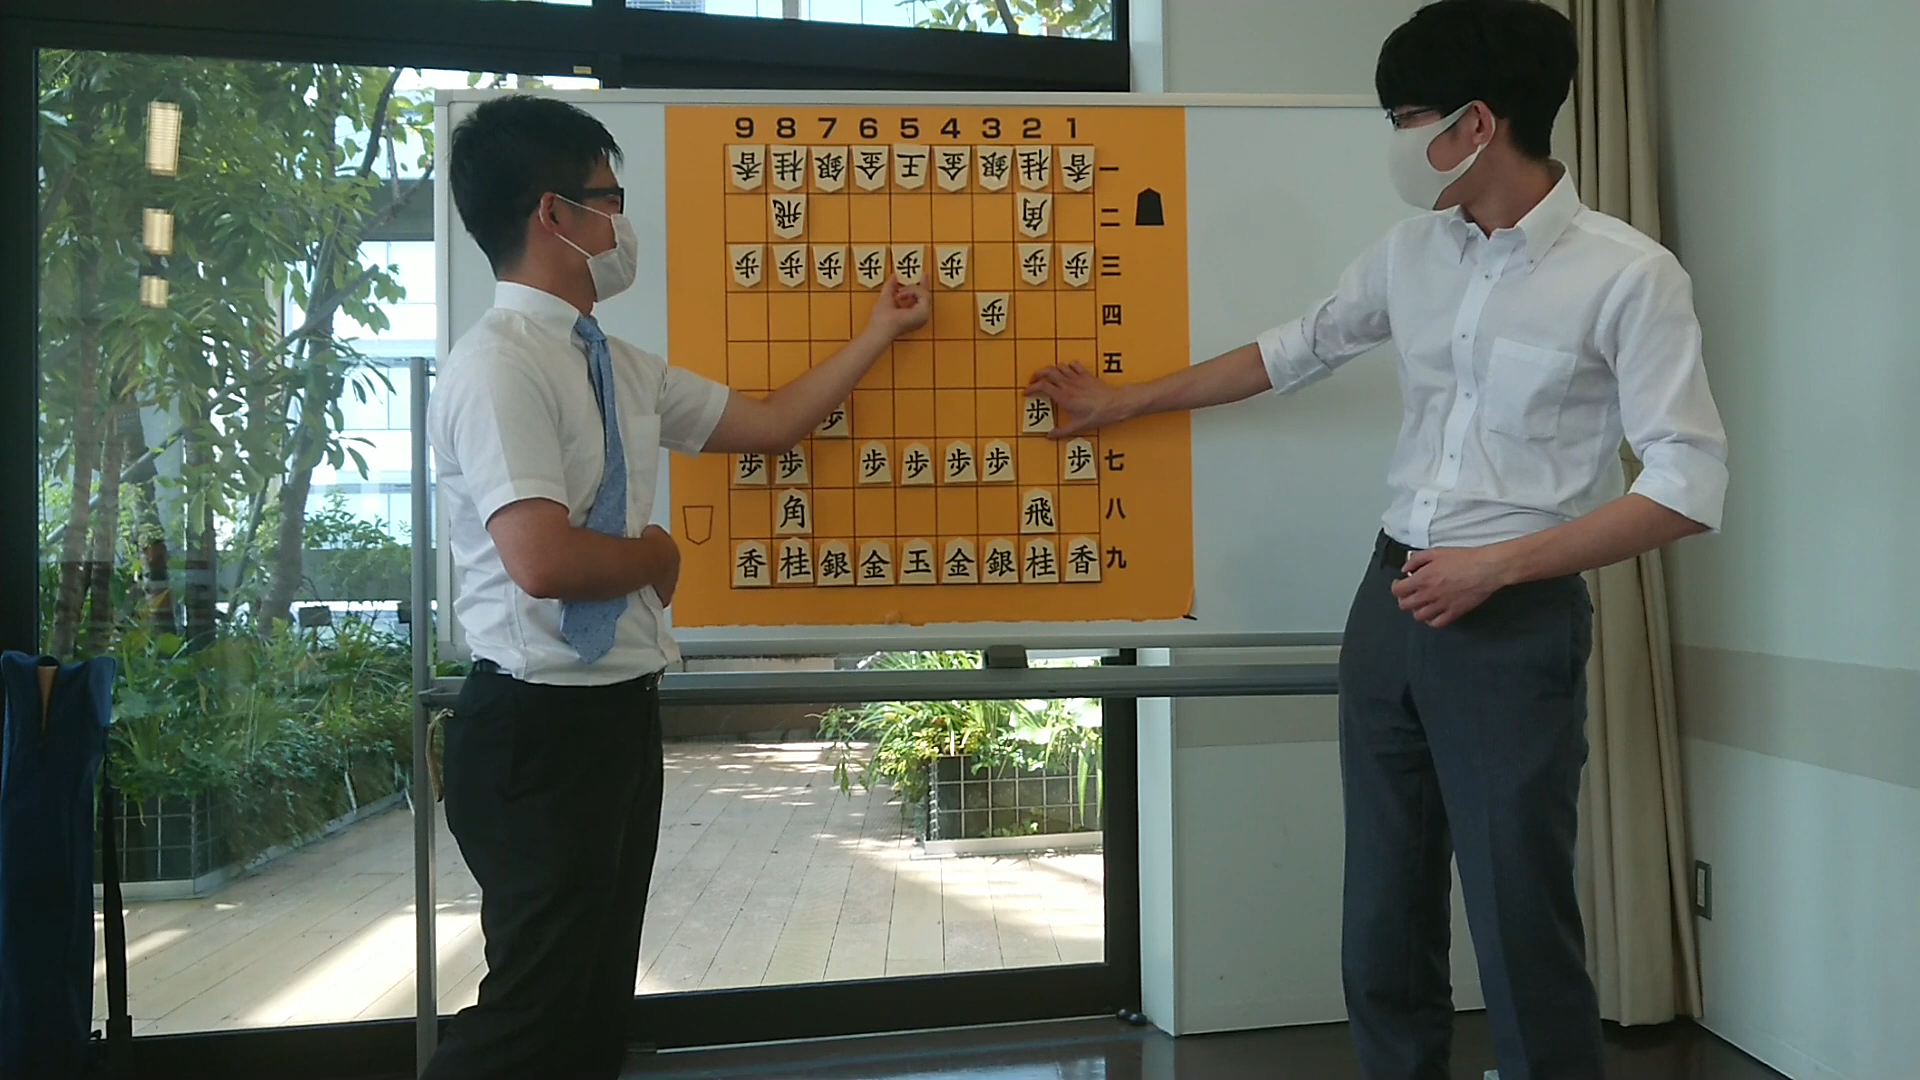 9 8 7 6 5 4 3 2 1
香 桂 銀 金 王 金 銀 桂 香 一
飛 角 二
歩 歩 歩 歩 歩 歩 歩 歩 三
歩 四
五
歩 歩
歩 歩 歩 歩 歩 歩 歩 七
角 飛 八
香 桂 銀 金 玉 金 銀 桂 香 九